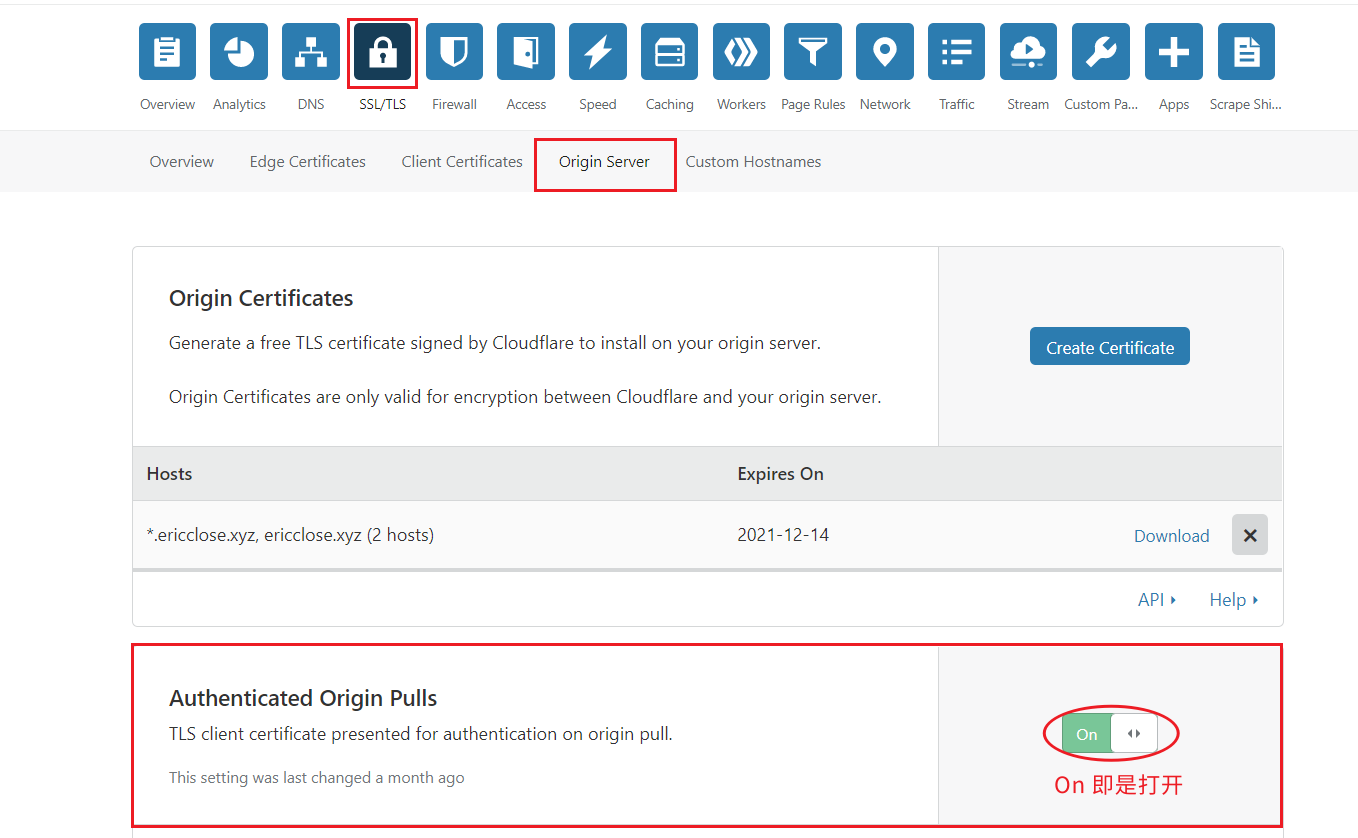 Overview Analytics DNS SSL/TLS Firewall Access Speed Caching Workers Page Rules Network Traffic Stream Custom Pa... Apps Scrape Shi...
Overview Edge Certificates Client Certificates Origin Server Custom Hostnames
Origin Certificates
Generate a free TLS certificate signed by Cloudflare to install on your origin server.
Create Certificate
Origin Certificates are only valid for encryption between Cloudflare and your origin server.
Hosts Expires On
*.ericclose.xyz, ericclose.xyz (2 hosts) 2021-12-14 Download
API Help
Authenticated Origin Pulls
TLS client certificate presented for authentication on origin pull.
On
This setting was last changed a month ago
On 即是打开